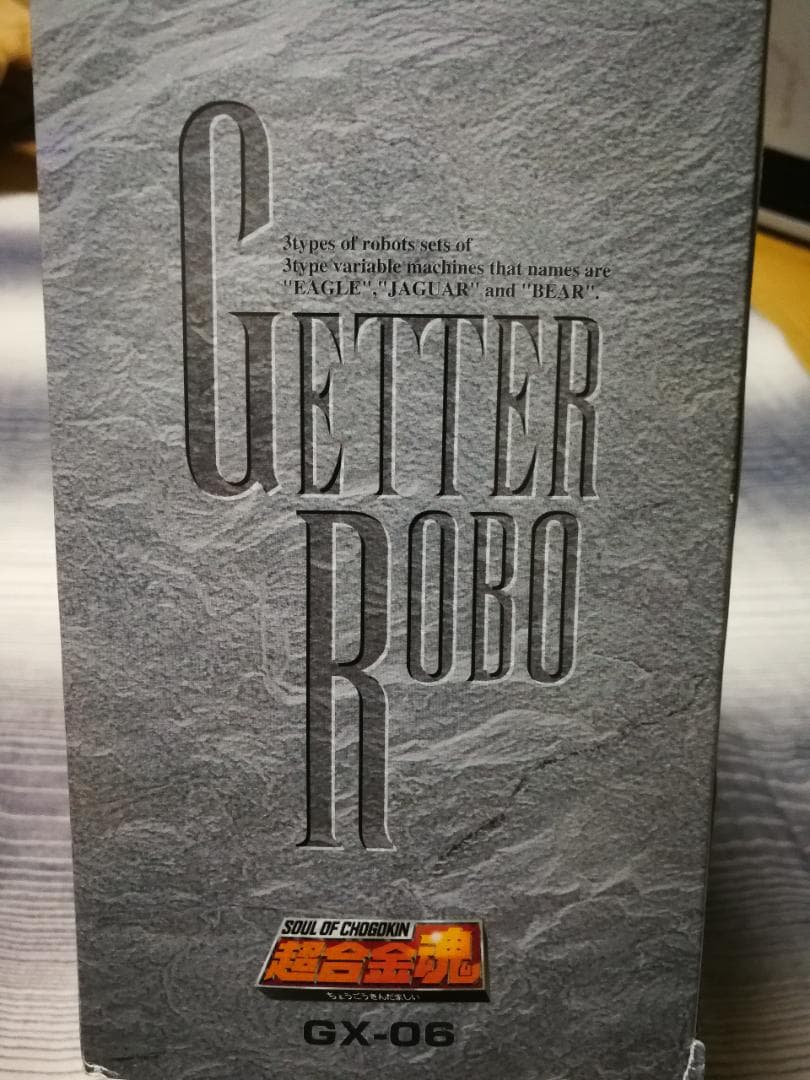 3types of robots sets of
3type variable machines that names are
"EAGLE","JAGUAR" and "BEAR".
GETTER
ROBO
SOUL OF CHOGOKIN
超合金魂
ちょうごうきんだましい
GX-06